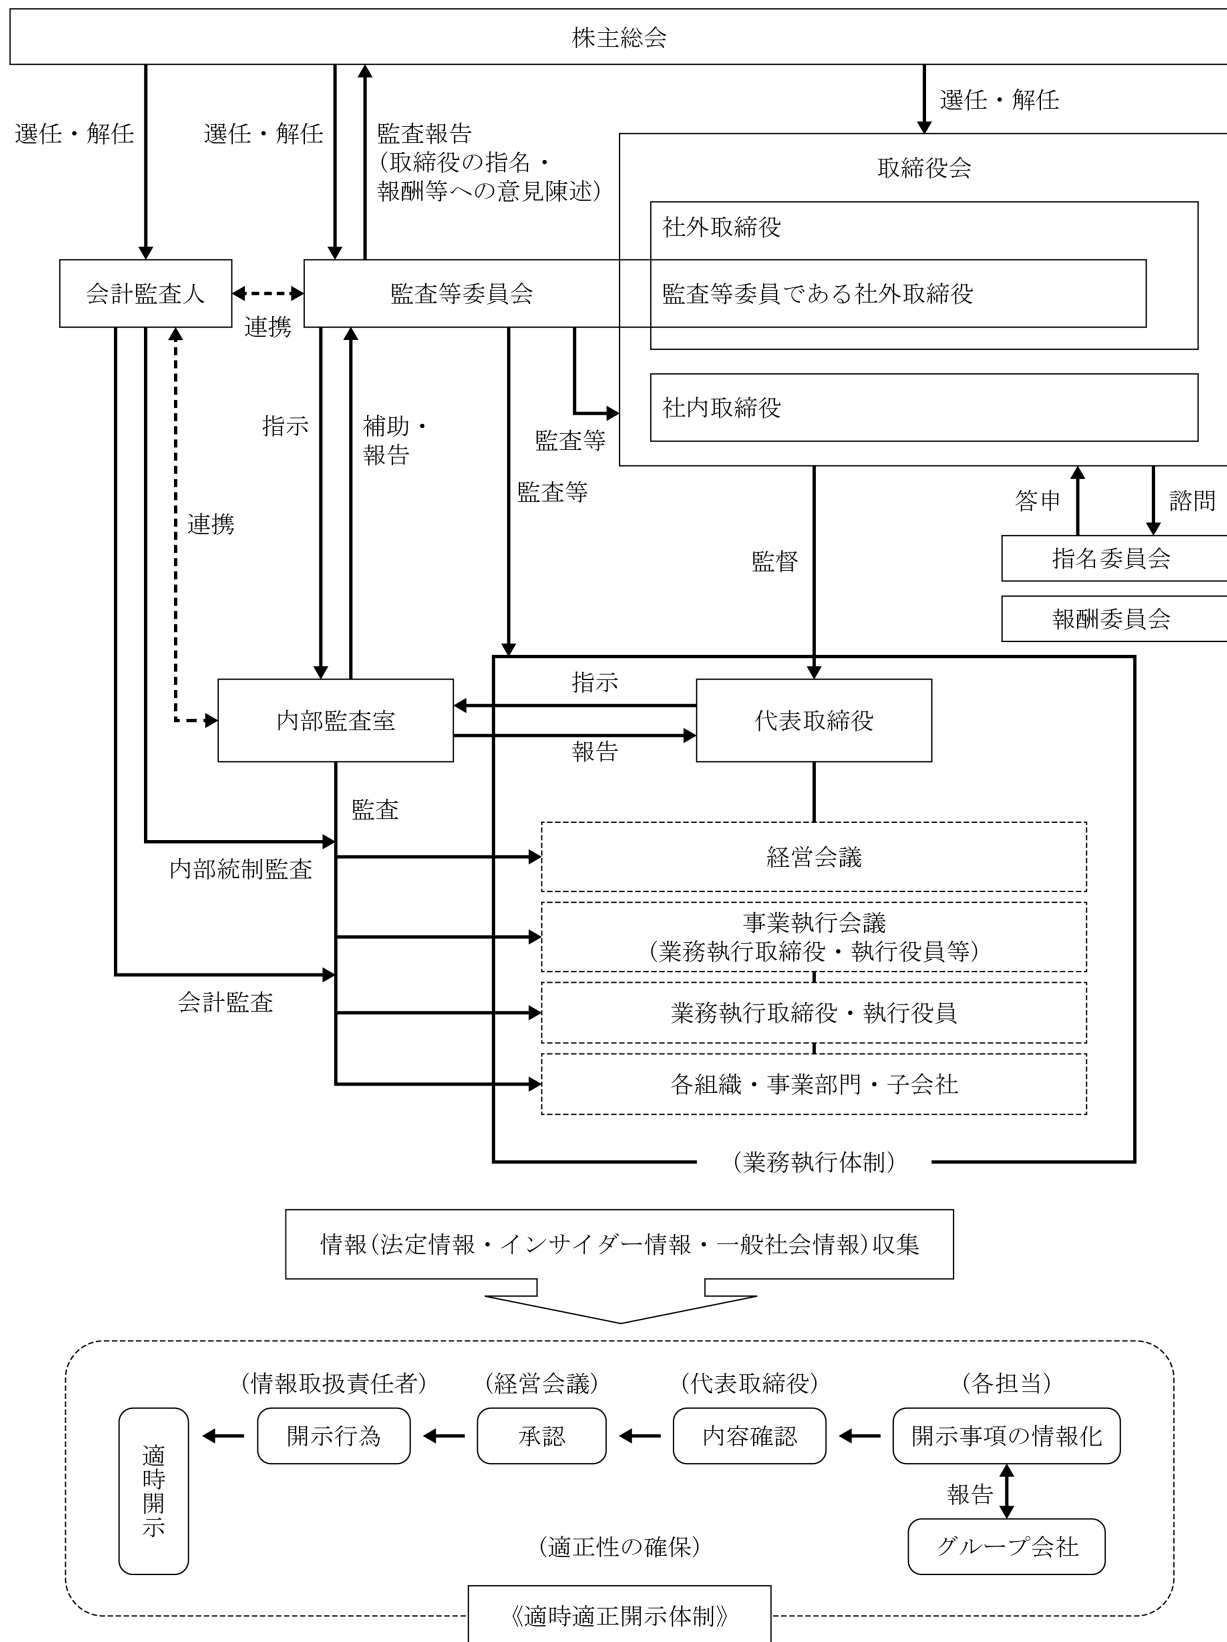 株主総会
選任・解任
選任・解任
監査報告
(取締役の指名・
報酬等への意見陳述)
選任・解任
取締役会
社外取締役
会計監査人
連携
監査等委員会
監査等委員である社外取締役
社内取締役
指示
補助・
報告
監査等
監査等
連携
監督
答申
諮問
指名委員会
報酬委員会
内部監査室
指示
報告
代表取締役
監査
内部統制監査
会計監査
経営会議
事業執行会議
(業務執行取締役・執行役員等)
業務執行取締役・執行役員
各組織・事業部門・子会社
(業務執行体制)
情報(法定情報・インサイダー情報・一般社会情報)収集
(情報取扱責任者)
(経営会議)
(代表取締役)
(各担当)
適時開示
開示行為
承認
内容確認
開示事項の情報化
報告
グループ会社
(適正性の確保)
《適時適正開示体制》